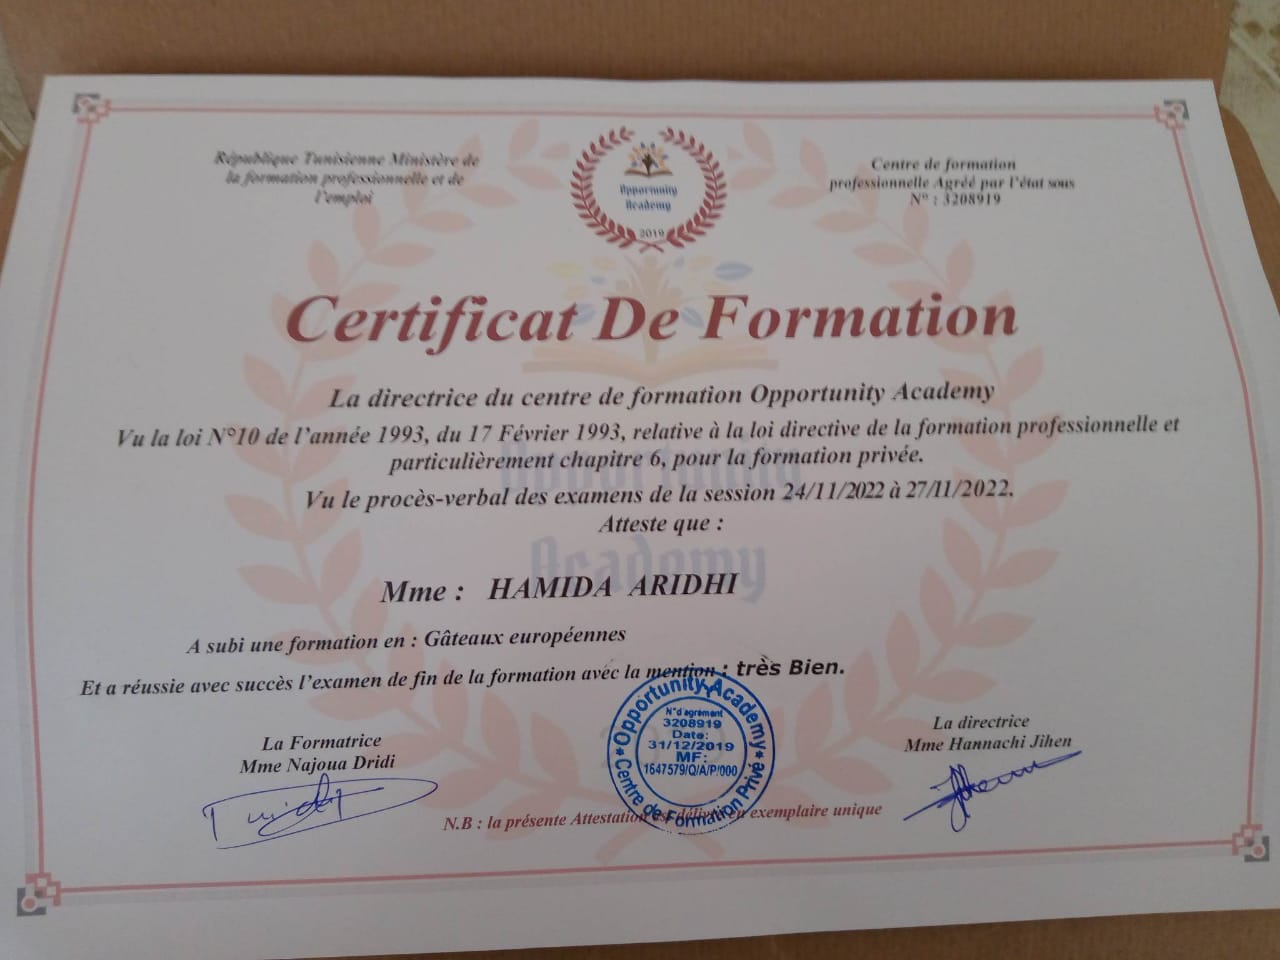 République Tunisienne Ministère de
la formation professionnelle et de
l'emploi
Opportunity
Academy
2019
Centre de formation
professionnelle Agréé par l'état sous
N° : 3208919
Certificat De Formation
La directrice du centre de formation Opportunity Academy
Vu la loi N°10 de l'année 1993, du 17 Février 1993, relative à la loi directive de la formation professionnelle et
particulièrement chapitre 6, pour la formation privée.
Vu le procès-verbal des examens de la session 24/11/2022 à 27/11/2022.
Atteste que :
Mme : HAMIDA ARIDHI
A subi une formation en : Gâteaux européennes
Et a réussie avec succès l'examen de fin de la formation avec la mention : très Bien.
La Formatrice
Mme Najoua Dridi
Opportunity Academy
N°d'agrément
3208919
Date:
31/12/2019
MF:
1647579/Q/A/P/000
Centre de Formation Privé
La directrice
Mme Hannachi Jihen
N.B : la présente Attestation est délivré en exemplaire unique